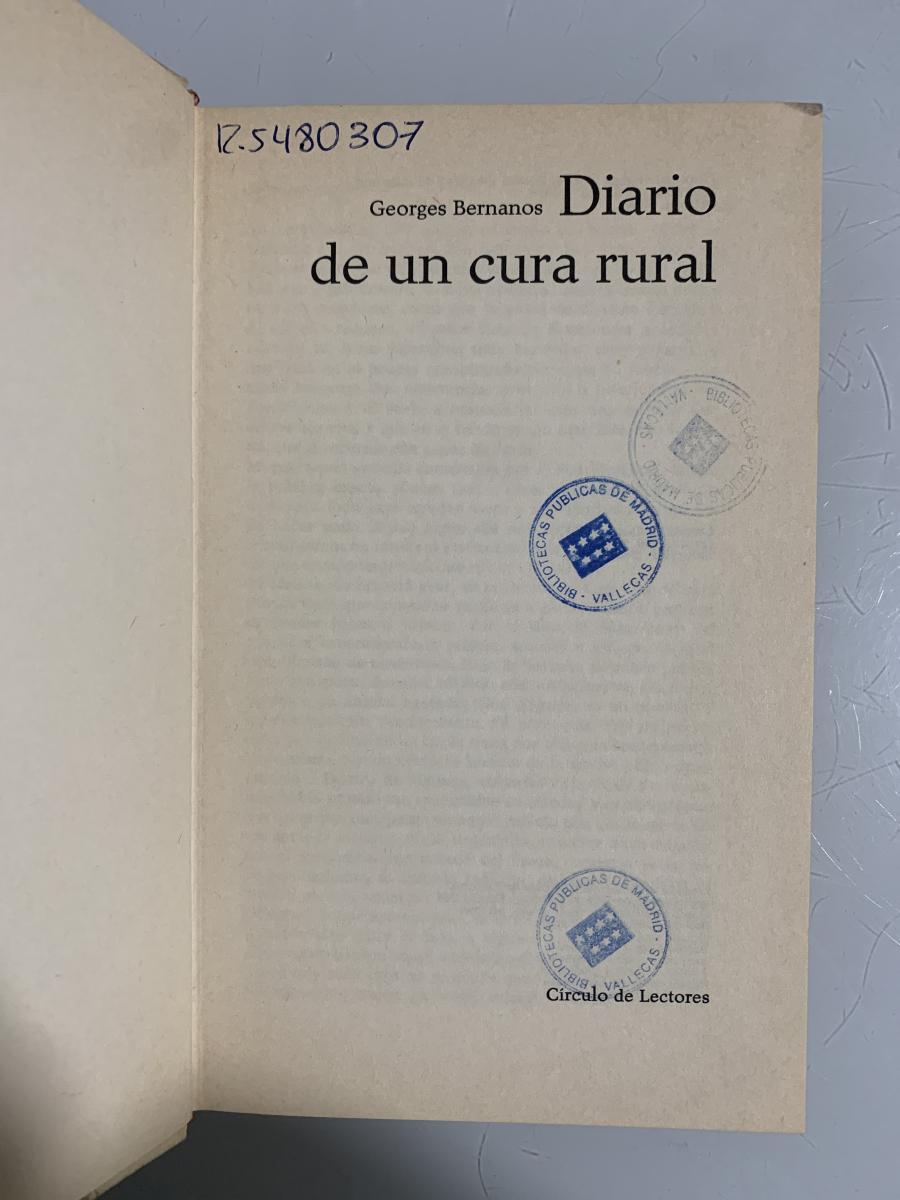 R.5480307
Georges Bernanos Diario
de un cura rural
BIBLIOTECAS PUBLICAS DE MADRID · VALLECAS ·
BIBLIOTECAS PUBLICAS DE MADRID · VALLECAS ·
BIBLIOTECAS PUBLICAS DE MADRID · VALLECAS ·
Círculo de Lectores